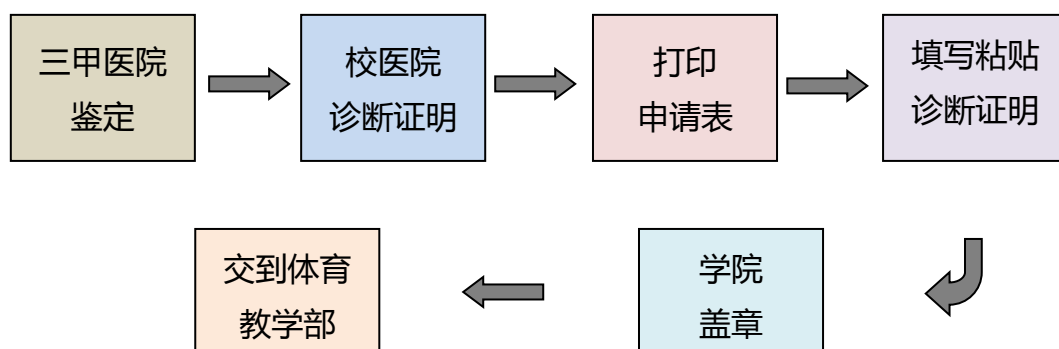 三甲医院
鉴定
校医院
诊断证明
打印
申请表
填写粘贴
诊断证明
学院
盖章
交到体育
教学部